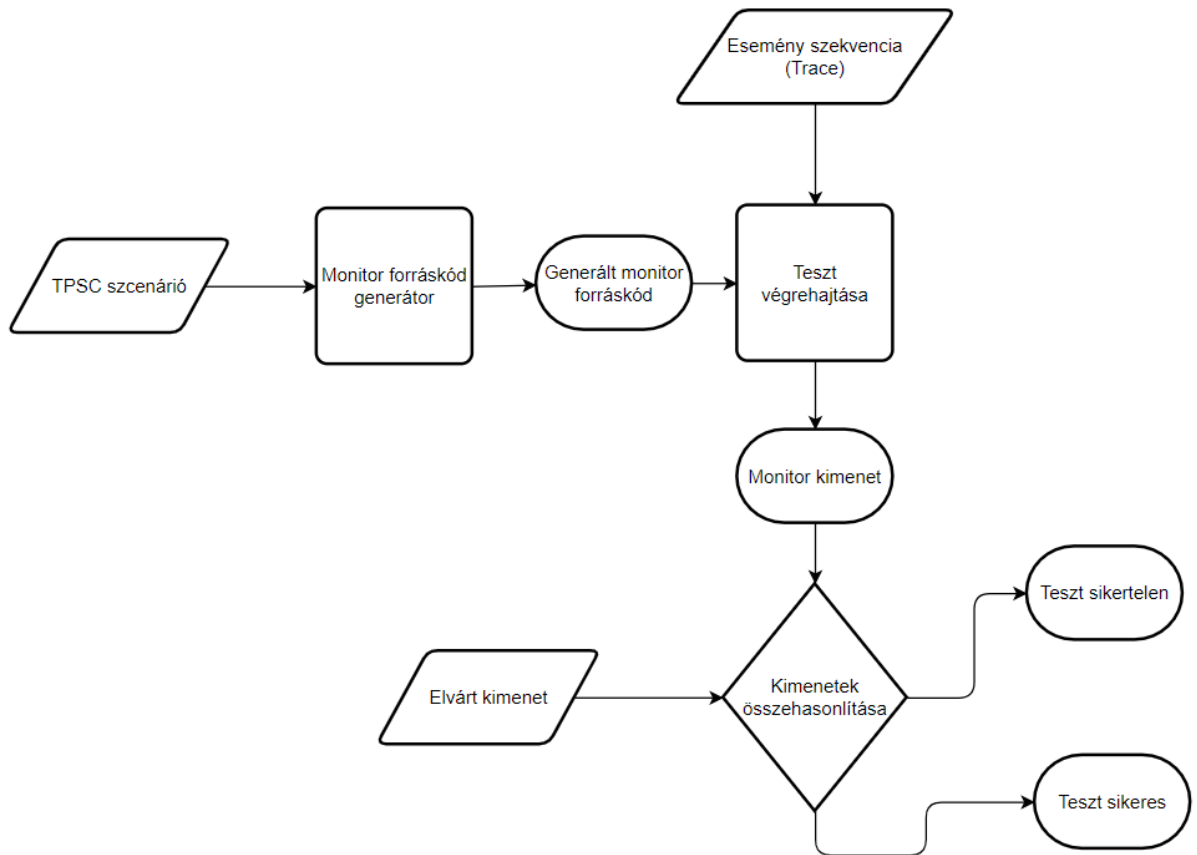 Esemény szekvencia
(Trace)
TPSC szcenárió
Monitor forráskód
generátor
Generált monitor
forráskód
Teszt
végrehajtása
Monitor kimenet
Teszt sikertelen
Elvárt kimenet
Kimenetek
összehasonlítása
Teszt sikeres